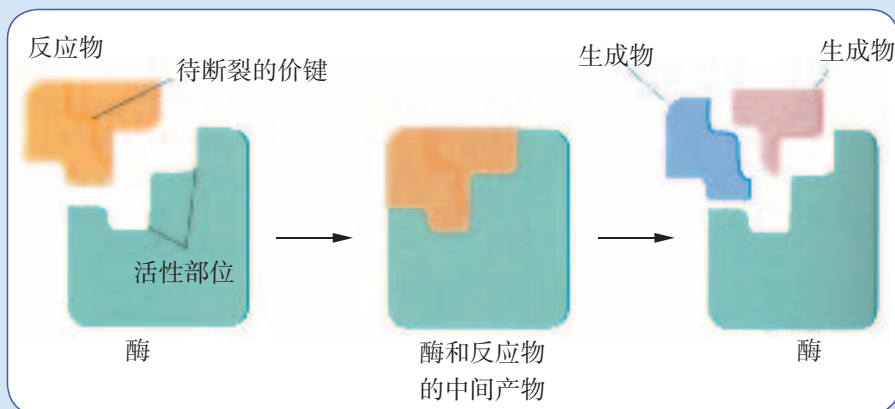 反应物
待断裂的价键
活性部位
酶
酶和反应物
的中间产物
生成物
生成物
酶